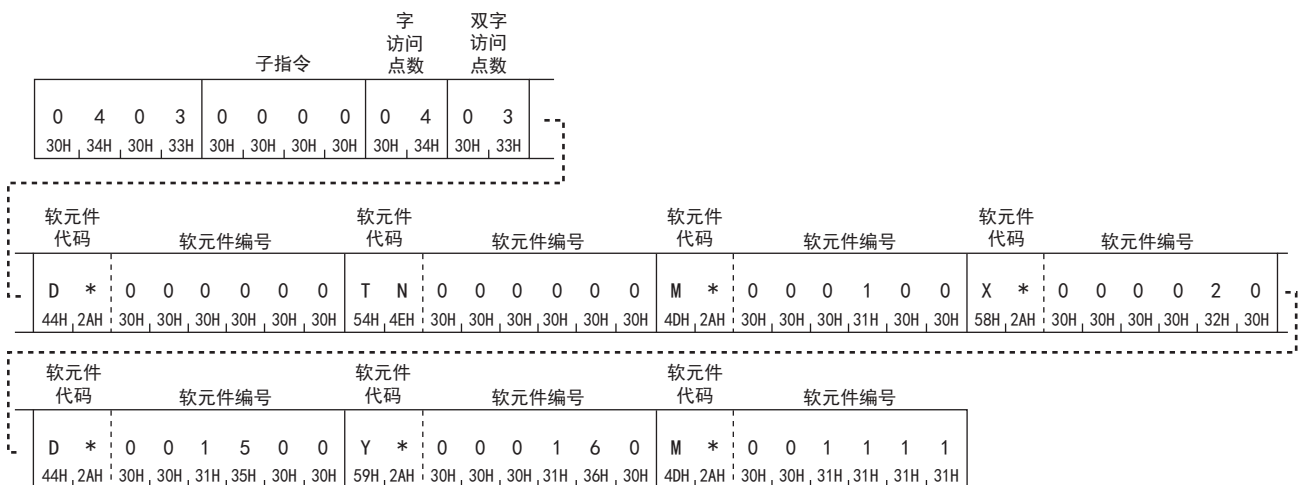 字 双字
访问 访问
子指令 点数 点数
0 4 0 3 0 0 0 0 0 4 0 3
30H 34H 30H 33H 30H 30H 30H 30H 30H 34H 30H 33H
软元件 软元件 软元件 软元件
代码 软元件编号 代码 软元件编号 代码 软元件编号 代码 软元件编号
D * 0 0 0 0 0 0 T N 0 0 0 0 0 0 M * 0 0 0 1 0 0 X * 0 0 0 0 2 0
44H 2AH 30H 30H 30H 30H 30H 30H 54H 4EH 30H 30H 30H 30H 30H 30H 4DH 2AH 30H 30H 30H 31H 30H 30H 58H 2AH 30H 30H 30H 30H 32H 30H
软元件 软元件 软元件
代码 软元件编号 代码 软元件编号 代码 软元件编号
D * 0 0 1 5 0 0 Y * 0 0 0 1 6 0 M * 0 0 1 1 1 1
44H 2AH 30H 30H 31H 35H 30H 30H 59H 2AH 30H 30H 30H 31H 36H 30H 4DH 2AH 30H 30H 31H 31H 31H 31H